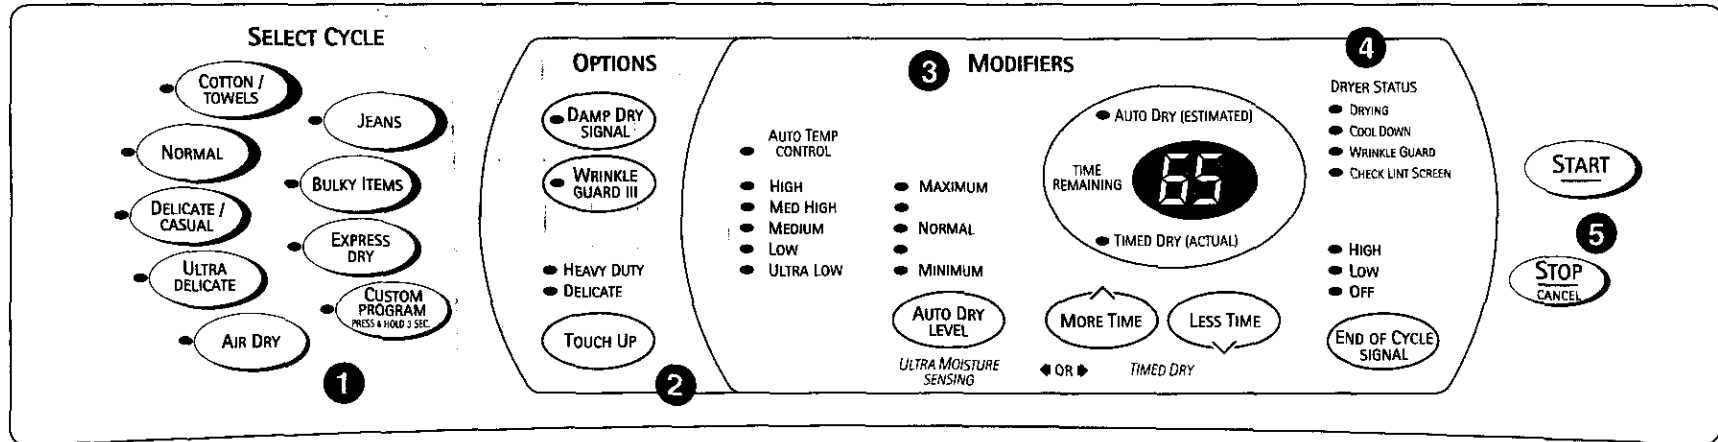 SELECT CYCLE
COTTON /
TOWELS
JEANS
NORMAL
BULKY ITEMS
DELICATE /
CASUAL
EXPRESS
DRY
ULTRA
DELICATE
CUSTOM
PROGRAM
PRESS & HOLD 3 SEC.
AIR DRY
1
OPTIONS
DAMP DRY
SIGNAL
WRINKLE
GUARD III
HEAVY DUTY
DELICATE
TOUCH UP
2
3 MODIFIERS
AUTO TEMP
CONTROL
HIGH
MED HIGH
MEDIUM
LOW
ULTRA LOW
MAXIMUM
NORMAL
MINIMUM
AUTO DRY
LEVEL
ULTRA MOISTURE
SENSING
OR
TIMED DRY
AUTO DRY (ESTIMATED)
TIME
REMAINING
65
TIMED DRY (ACTUAL)
MORE TIME
LESS TIME
4
DRYER STATUS
DRYING
COOL DOWN
WRINKLE GUARD
CHECK LINT SCREEN
HIGH
LOW
OFF
END OF CYCLE
SIGNAL
START
5
STOP
CANCEL